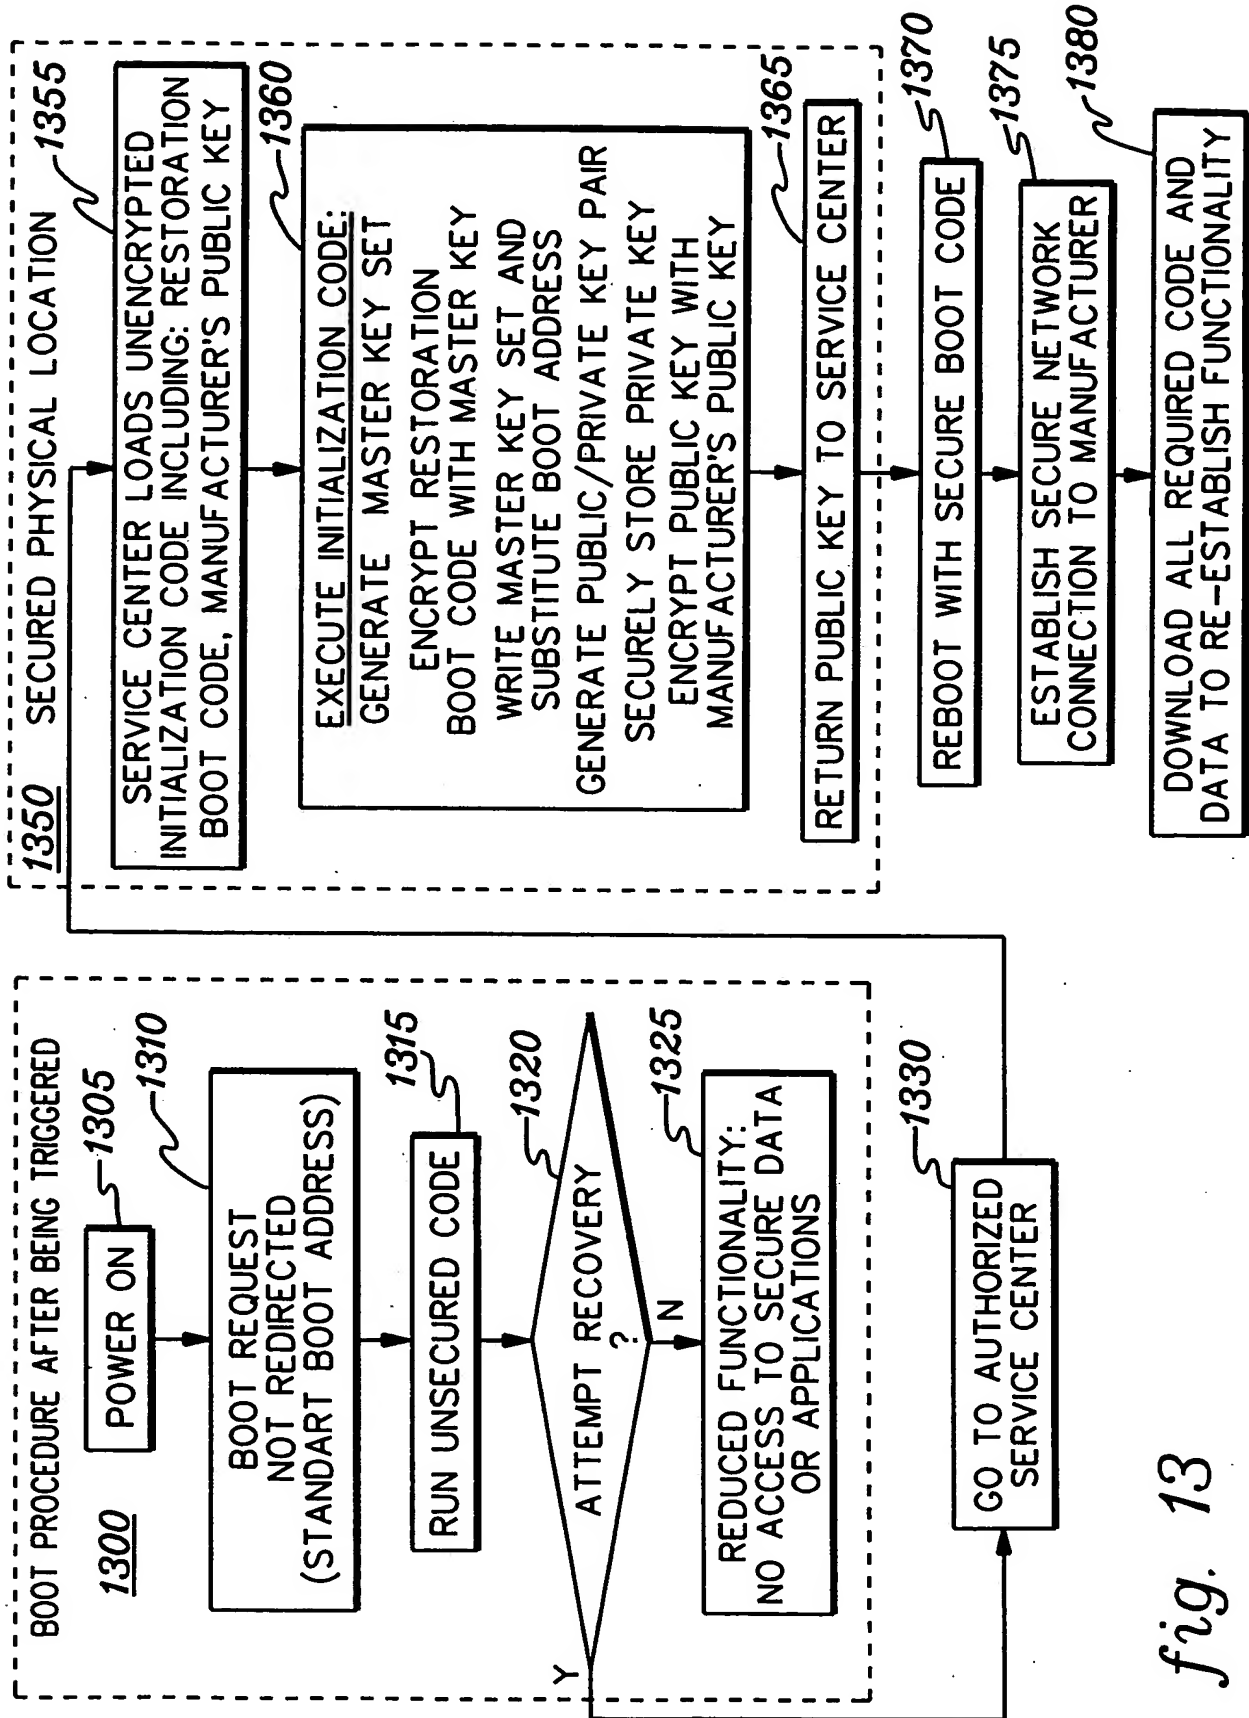 BOOT PROCEDURE AFTER BEING TRIGGERED
1300
POWER ON
1305
BOOT REQUEST
NOT REDIRECTED
(STANDART BOOT ADDRESS)
1310
RUN UNSECURED CODE
1315
ATTEMPT RECOVERY
?
1320
Y
N
REDUCED FUNCTIONALITY:
NO ACCESS TO SECURE DATA
OR APPLICATIONS
1325
GO TO AUTHORIZED
SERVICE CENTER
1330
1350
SECURED PHYSICAL LOCATION
SERVICE CENTER LOADS UNENCRYPTED
INITIALIZATION CODE INCLUDING: RESTORATION
BOOT CODE, MANUFACTURER'S PUBLIC KEY
1355
EXECUTE INITIALIZATION CODE:
GENERATE MASTER KEY SET
ENCRYPT RESTORATION
BOOT CODE WITH MASTER KEY
WRITE MASTER KEY SET AND
SUBSTITUTE BOOT ADDRESS
GENERATE PUBLIC/PRIVATE KEY PAIR
SECURELY STORE PRIVATE KEY
ENCRYPT PUBLIC KEY WITH
MANUFACTURER'S PUBLIC KEY
1360
RETURN PUBLIC KEY TO SERVICE CENTER
1365
REBOOT WITH SECURE BOOT CODE
1370
ESTABLISH SECURE NETWORK
CONNECTION TO MANUFACTURER
1375
DOWNLOAD ALL REQUIRED CODE AND
DATA TO RE-ESTABLISH FUNCTIONALITY
1380
fig. 13